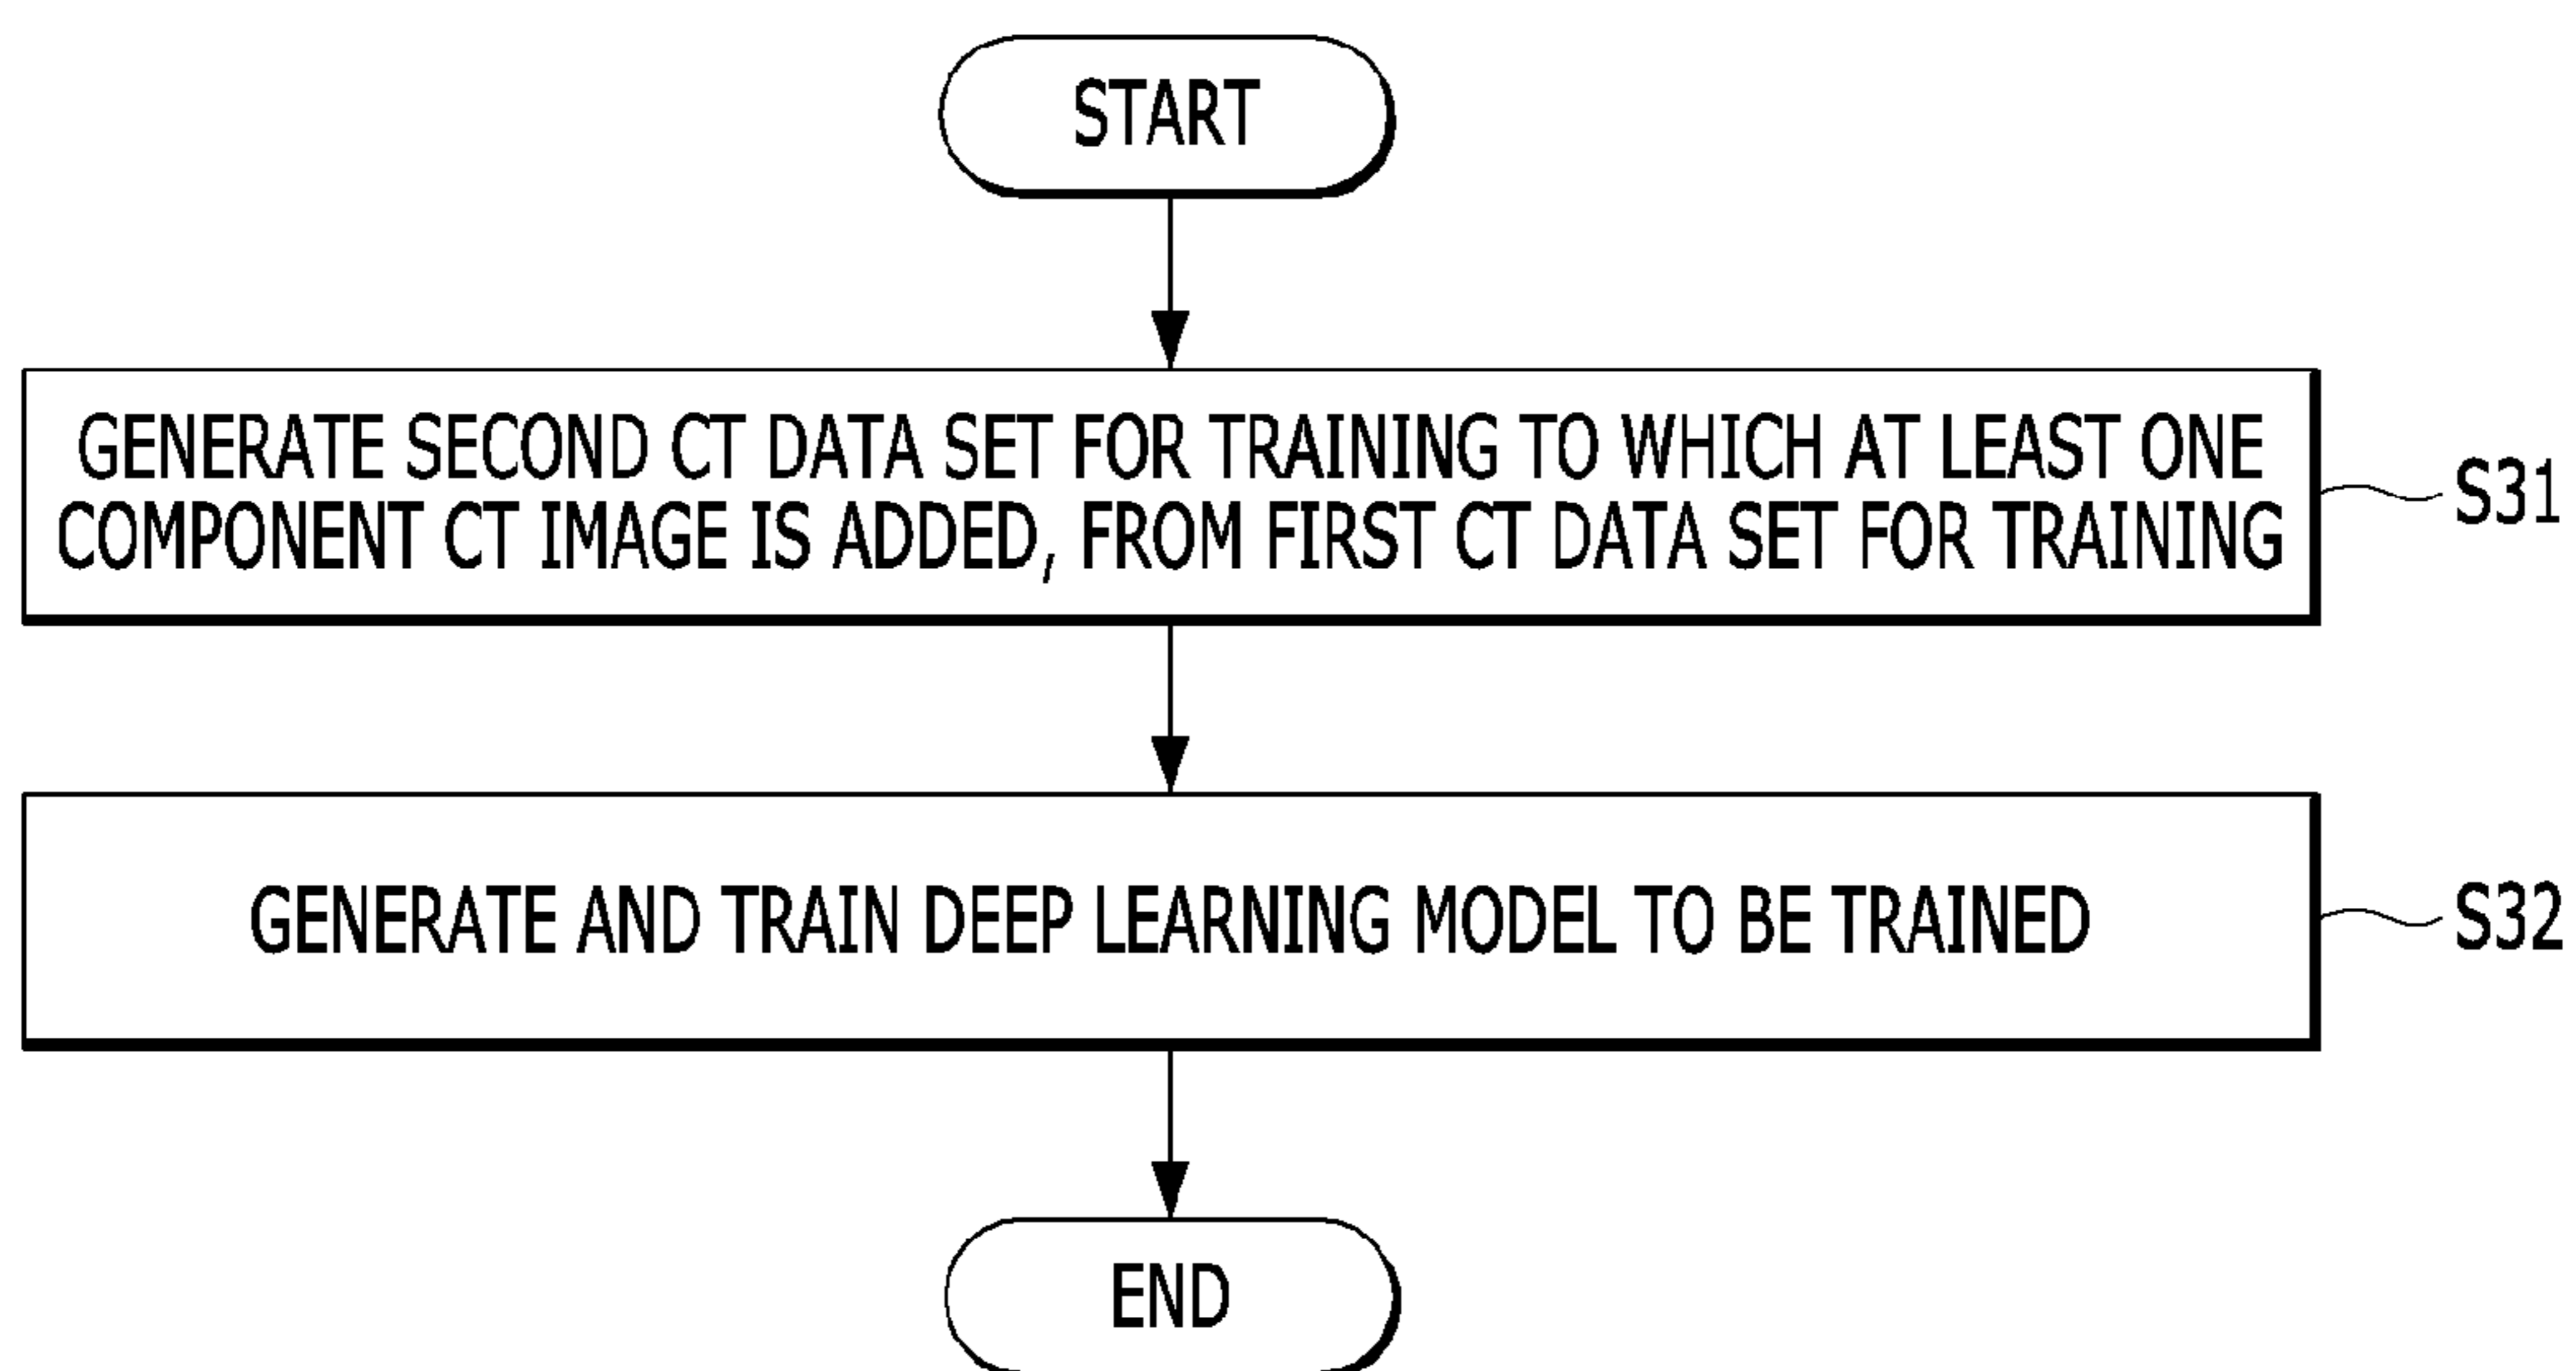 START
GENERATE SECOND CT DATA SET FOR TRAINING TO WHICH AT LEAST ONE
COMPONENT CT IMAGE IS ADDED, FROM FIRST CT DATA SET FOR TRAINING
S31
GENERATE AND TRAIN DEEP LEARNING MODEL TO BE TRAINED
S32
END